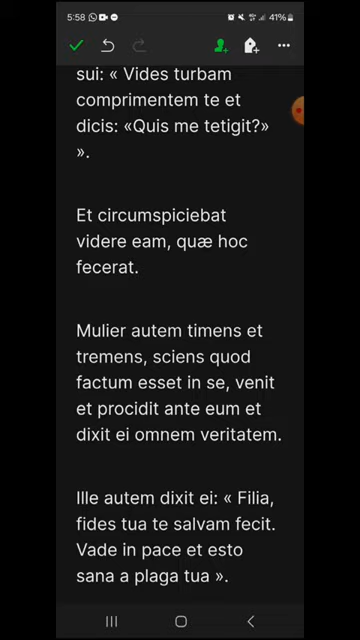 5:58
41%
sui: « Vides turbam
comprimentem te et
dicis: «Quis me tetigit?»
».
Et circumspiciebat
videre eam, quæ hoc
fecerat.
Mulier autem timens et
tremens, sciens quod
factum esset in se, venit
et procidit ante eum et
dixit ei omnem veritatem.
Ille autem dixit ei: « Filia,
fides tua te salvam fecit.
Vade in pace et esto
sana a plaga tua ».